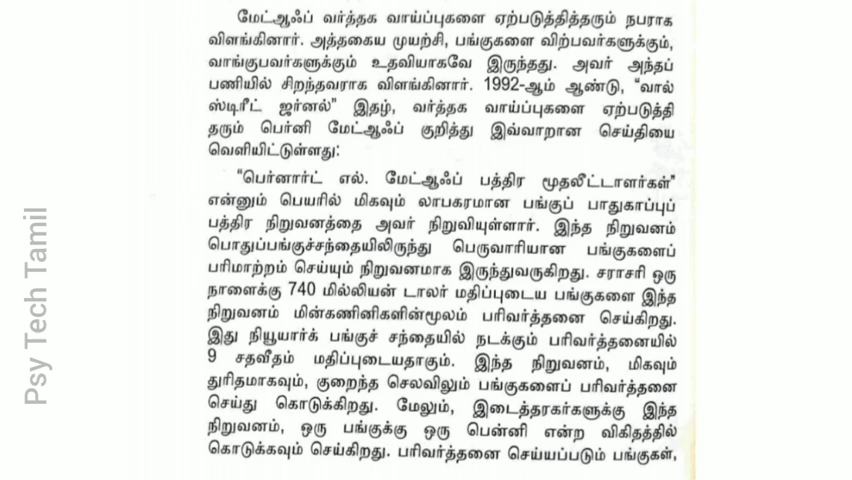 மேட்ஆஃப் வர்த்தக வாய்ப்புகளை ஏற்படுத்தித்தரும் நபராக
விளங்கினார். அத்தகைய முயற்சி, பங்குகளை விற்பவர்களுக்கும்,
வாங்குபவர்களுக்கும் உதவியாகவே இருந்தது. அவர் அந்தப்
பணியில் சிறந்தவராக விளங்கினார். 1992-ஆம் ஆண்டு, “வால்
ஸ்டிரீட் ஜர்னல்” இதழ், வர்த்தக வாய்ப்புகளை ஏற்படுத்தி
தரும் பெர்னி மேட்ஆஃப் குறித்து இவ்வாறான செய்தியை
வெளியிட்டுள்ளது:
“பெர்னார்ட் எல். மேட்ஆஃப் பத்திர முதலீட்டாளர்கள்”
என்னும் பெயரில் மிகவும் லாபகரமான பங்குப் பாதுகாப்புப்
பத்திர நிறுவனத்தை அவர் நிறுவியுள்ளார். இந்த நிறுவனம்
பொதுப்பங்குச்சந்தையிலிருந்து பெருவாரியான பங்குகளைப்
பரிமாற்றம் செய்யும் நிறுவனமாக இருந்துவருகிறது. சராசரி ஒரு
நாளைக்கு 740 மில்லியன் டாலர் மதிப்புடைய பங்குகளை இந்த
நிறுவனம் மின்கணினிகளின்மூலம் பரிவர்த்தனை செய்கிறது.
இது நியூயார்க் பங்குச் சந்தையில் நடக்கும் பரிவர்த்தனையில்
9 சதவீதம் மதிப்புடையதாகும். இந்த நிறுவனம், மிகவும்
துரிதமாகவும், குறைந்த செலவிலும் பங்குகளைப் பரிவர்த்தனை
செய்து கொடுக்கிறது. மேலும், இடைத்தரகர்களுக்கு இந்த
நிறுவனம், ஒரு பங்குக்கு ஒரு பென்னி என்ற விகிதத்தில்
கொடுக்கவும் செய்கிறது. பரிவர்த்தனை செய்யப்படும் பங்குகள்,
Psy Tech Tamil